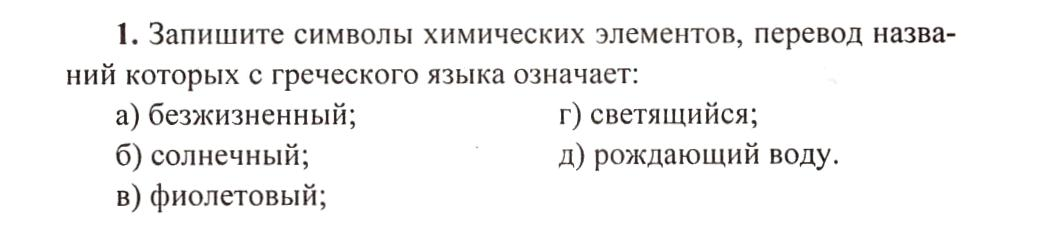 1. Запишите символы химических элементов, перевод назва-
ний которых с греческого языка означает:
а) безжизненный;
б) солнечный;
в) фиолетовый;
г) светящийся;
д) рождающий воду.